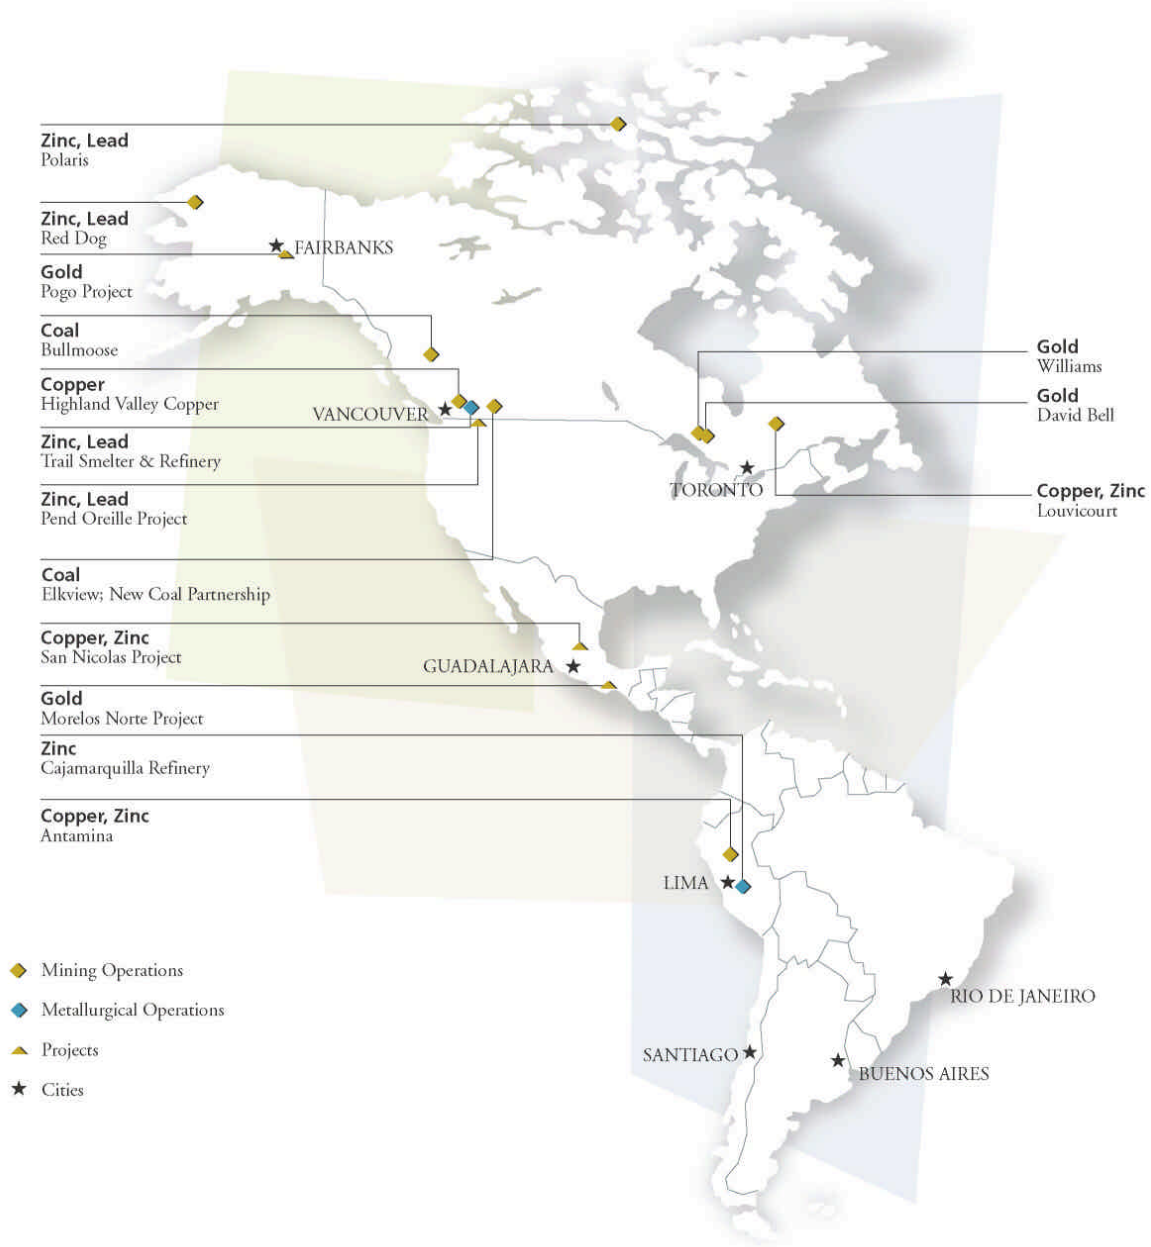 Zinc, Lead
Polaris
Zinc, Lead
Red Dog
FAIRBANKS
Gold
Pogo Project
Coal
Bullmoose
Copper
Highland Valley Copper
VANCOUVER
Zinc, Lead
Trail Smelter & Refinery
Zinc, Lead
Pend Oreille Project
Coal
Elkview; New Coal Partnership
Copper, Zinc
San Nicolas Project
GUADALAJARA
Gold
Morelos Norte Project
Zinc
Cajamarquilla Refinery
Copper, Zinc
Antamina
Gold
Williams
Gold
David Bell
TORONTO
Copper, Zinc
Louvicourt
LIMA
RIO DE JANEIRO
SANTIAGO
BUENOS AIRES
Mining Operations
Metallurgical Operations
Projects
Cities